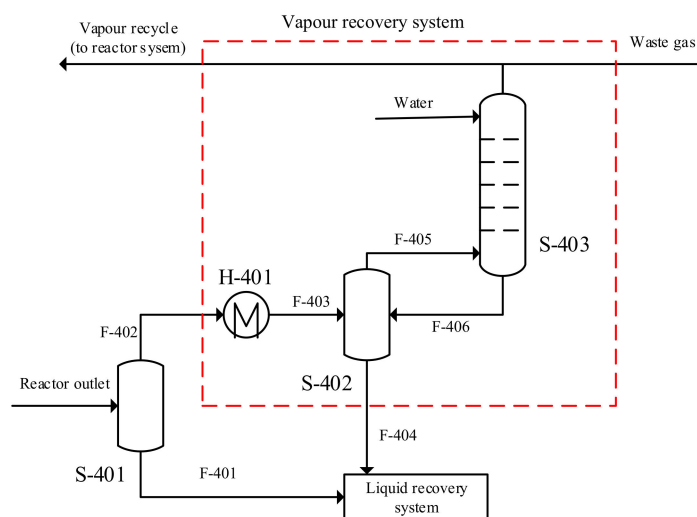 Vapour recycle
(to reactor sysem)
Vapour recovery system
Waste gas
Water
F-405
S-403
H-401
F-403
F-402
F-406
Reactor outlet
S-402
F-404
S-401
F-401
Liquid recovery
system